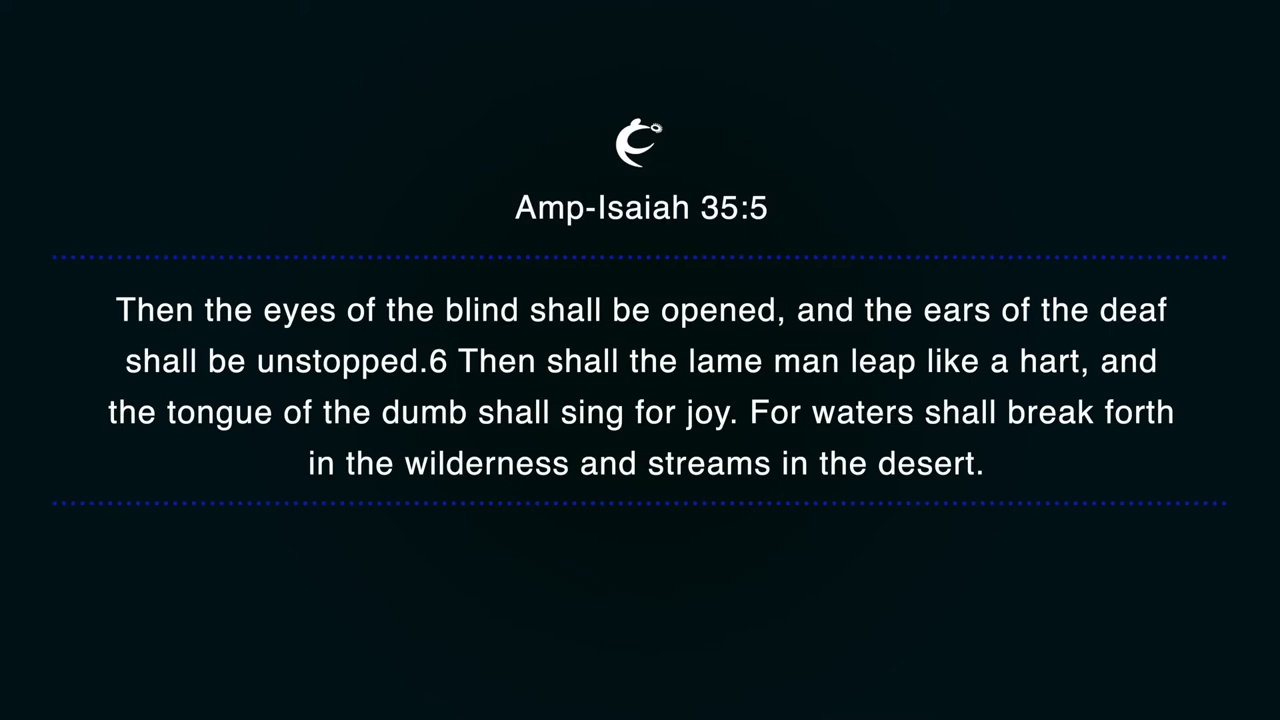 Amp-Isaiah 35:5
Then the eyes of the blind shall be opened, and the ears of the deaf
shall be unstopped.6 Then shall the lame man leap like a hart, and
the tongue of the dumb shall sing for joy. For waters shall break forth
in the wilderness and streams in the desert.